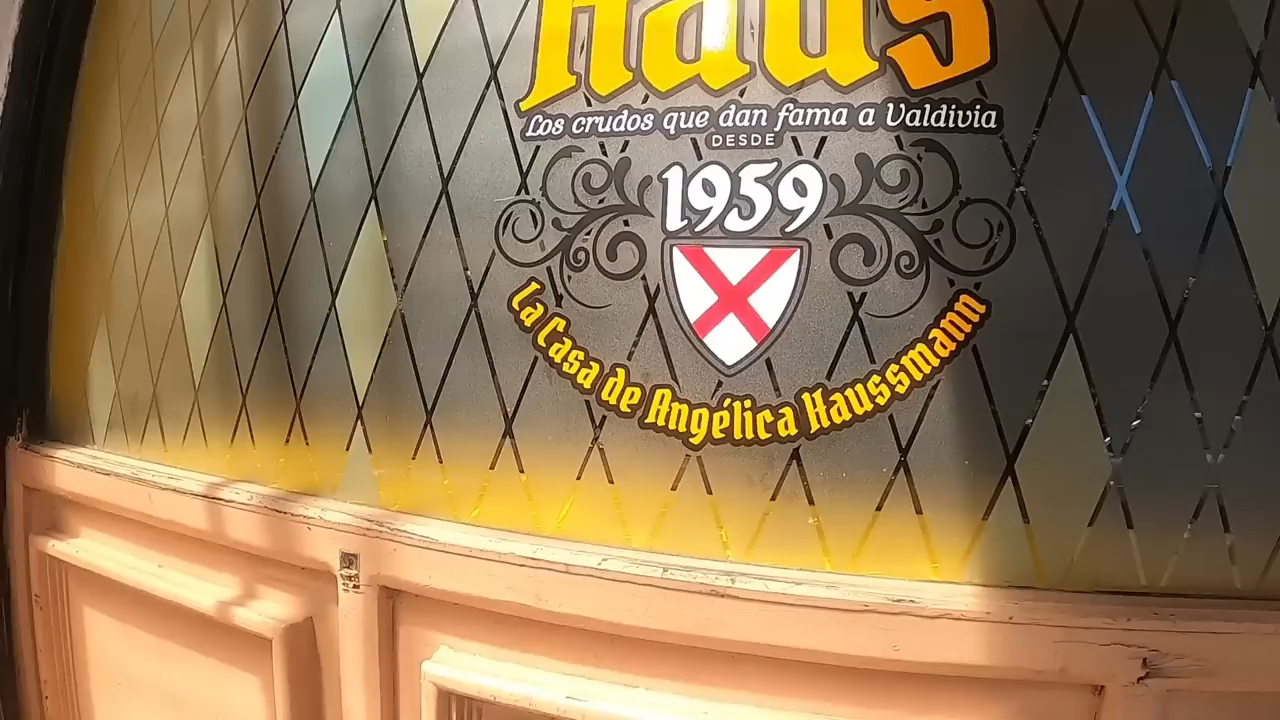 Haus
Los crudos que dan fama a Valdivia
DESDE
1959
La Casa de Angélica Haussmann